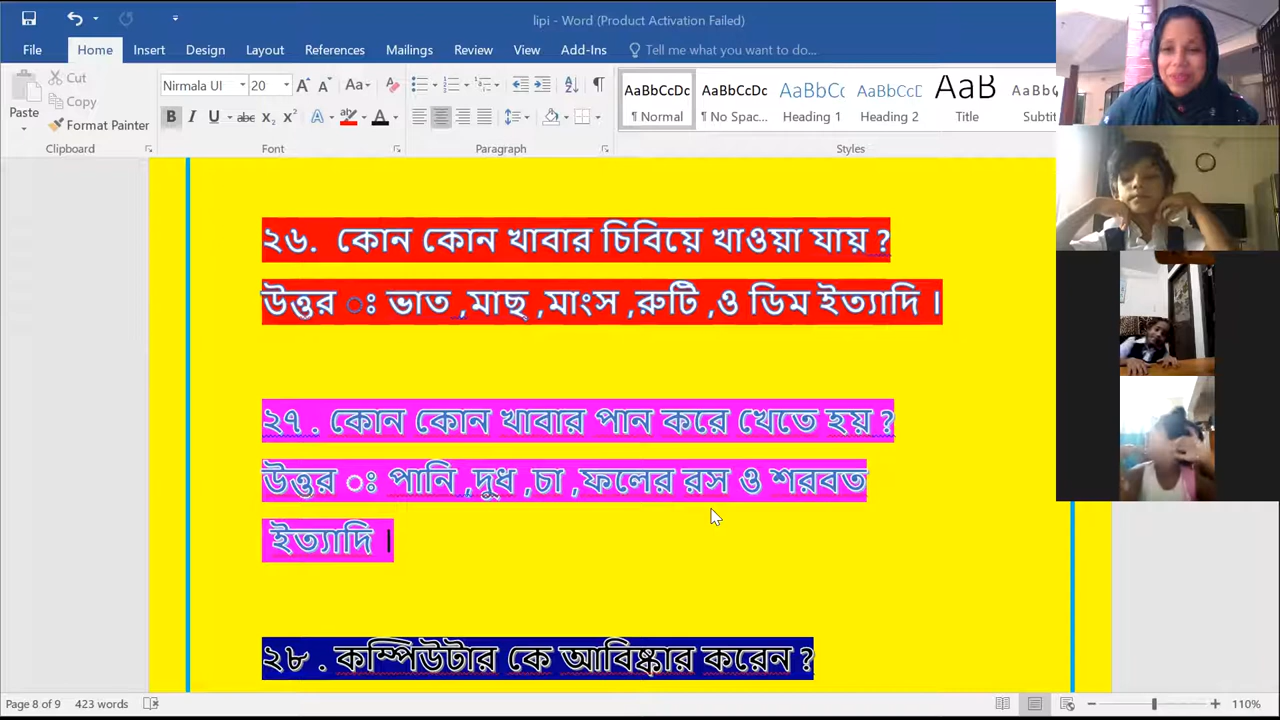 lipi - Word (Product Activation Failed)
File Home Insert Design Layout References Mailings Review View Add-Ins Tell me what you want to do...
Cut
Copy
Format Painter
Paste
Nirmala UI 20
AaBbCcDc AaBbCcDc AaBbCc AaBbCcD AaB AaBbC
¶ Normal ¶ No Spac... Heading 1 Heading 2 Title Subtit
Clipboard Font Paragraph Styles
২৬. কোন কোন খাবার চিবিয়ে খাওয়া যায় ?
উত্তর ঃ ভাত ,মাছ ,মাংস ,রুটি ,ও ডিম ইত্যাদি ।
২৭ . কোন কোন খাবার পান করে খেতে হয় ?
উত্তর ঃ পানি ,দুধ ,চা ,ফলের রস ও শরবত
ইত্যাদি ।
২৮ . কম্পিউটার কে আবিষ্কার করেন ?
Page 8 of 9 423 words 110%